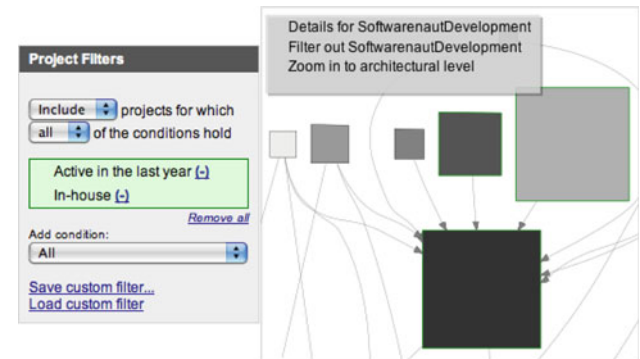 Project Filters
Include projects for which
all of the conditions hold
Active in the last year (-)
In-house (-)
Remove all
Add condition:
All
Save custom filter...
Load custom filter
Details for SoftwarenautDevelopment
Filter out SoftwarenautDevelopment
Zoom in to architectural level